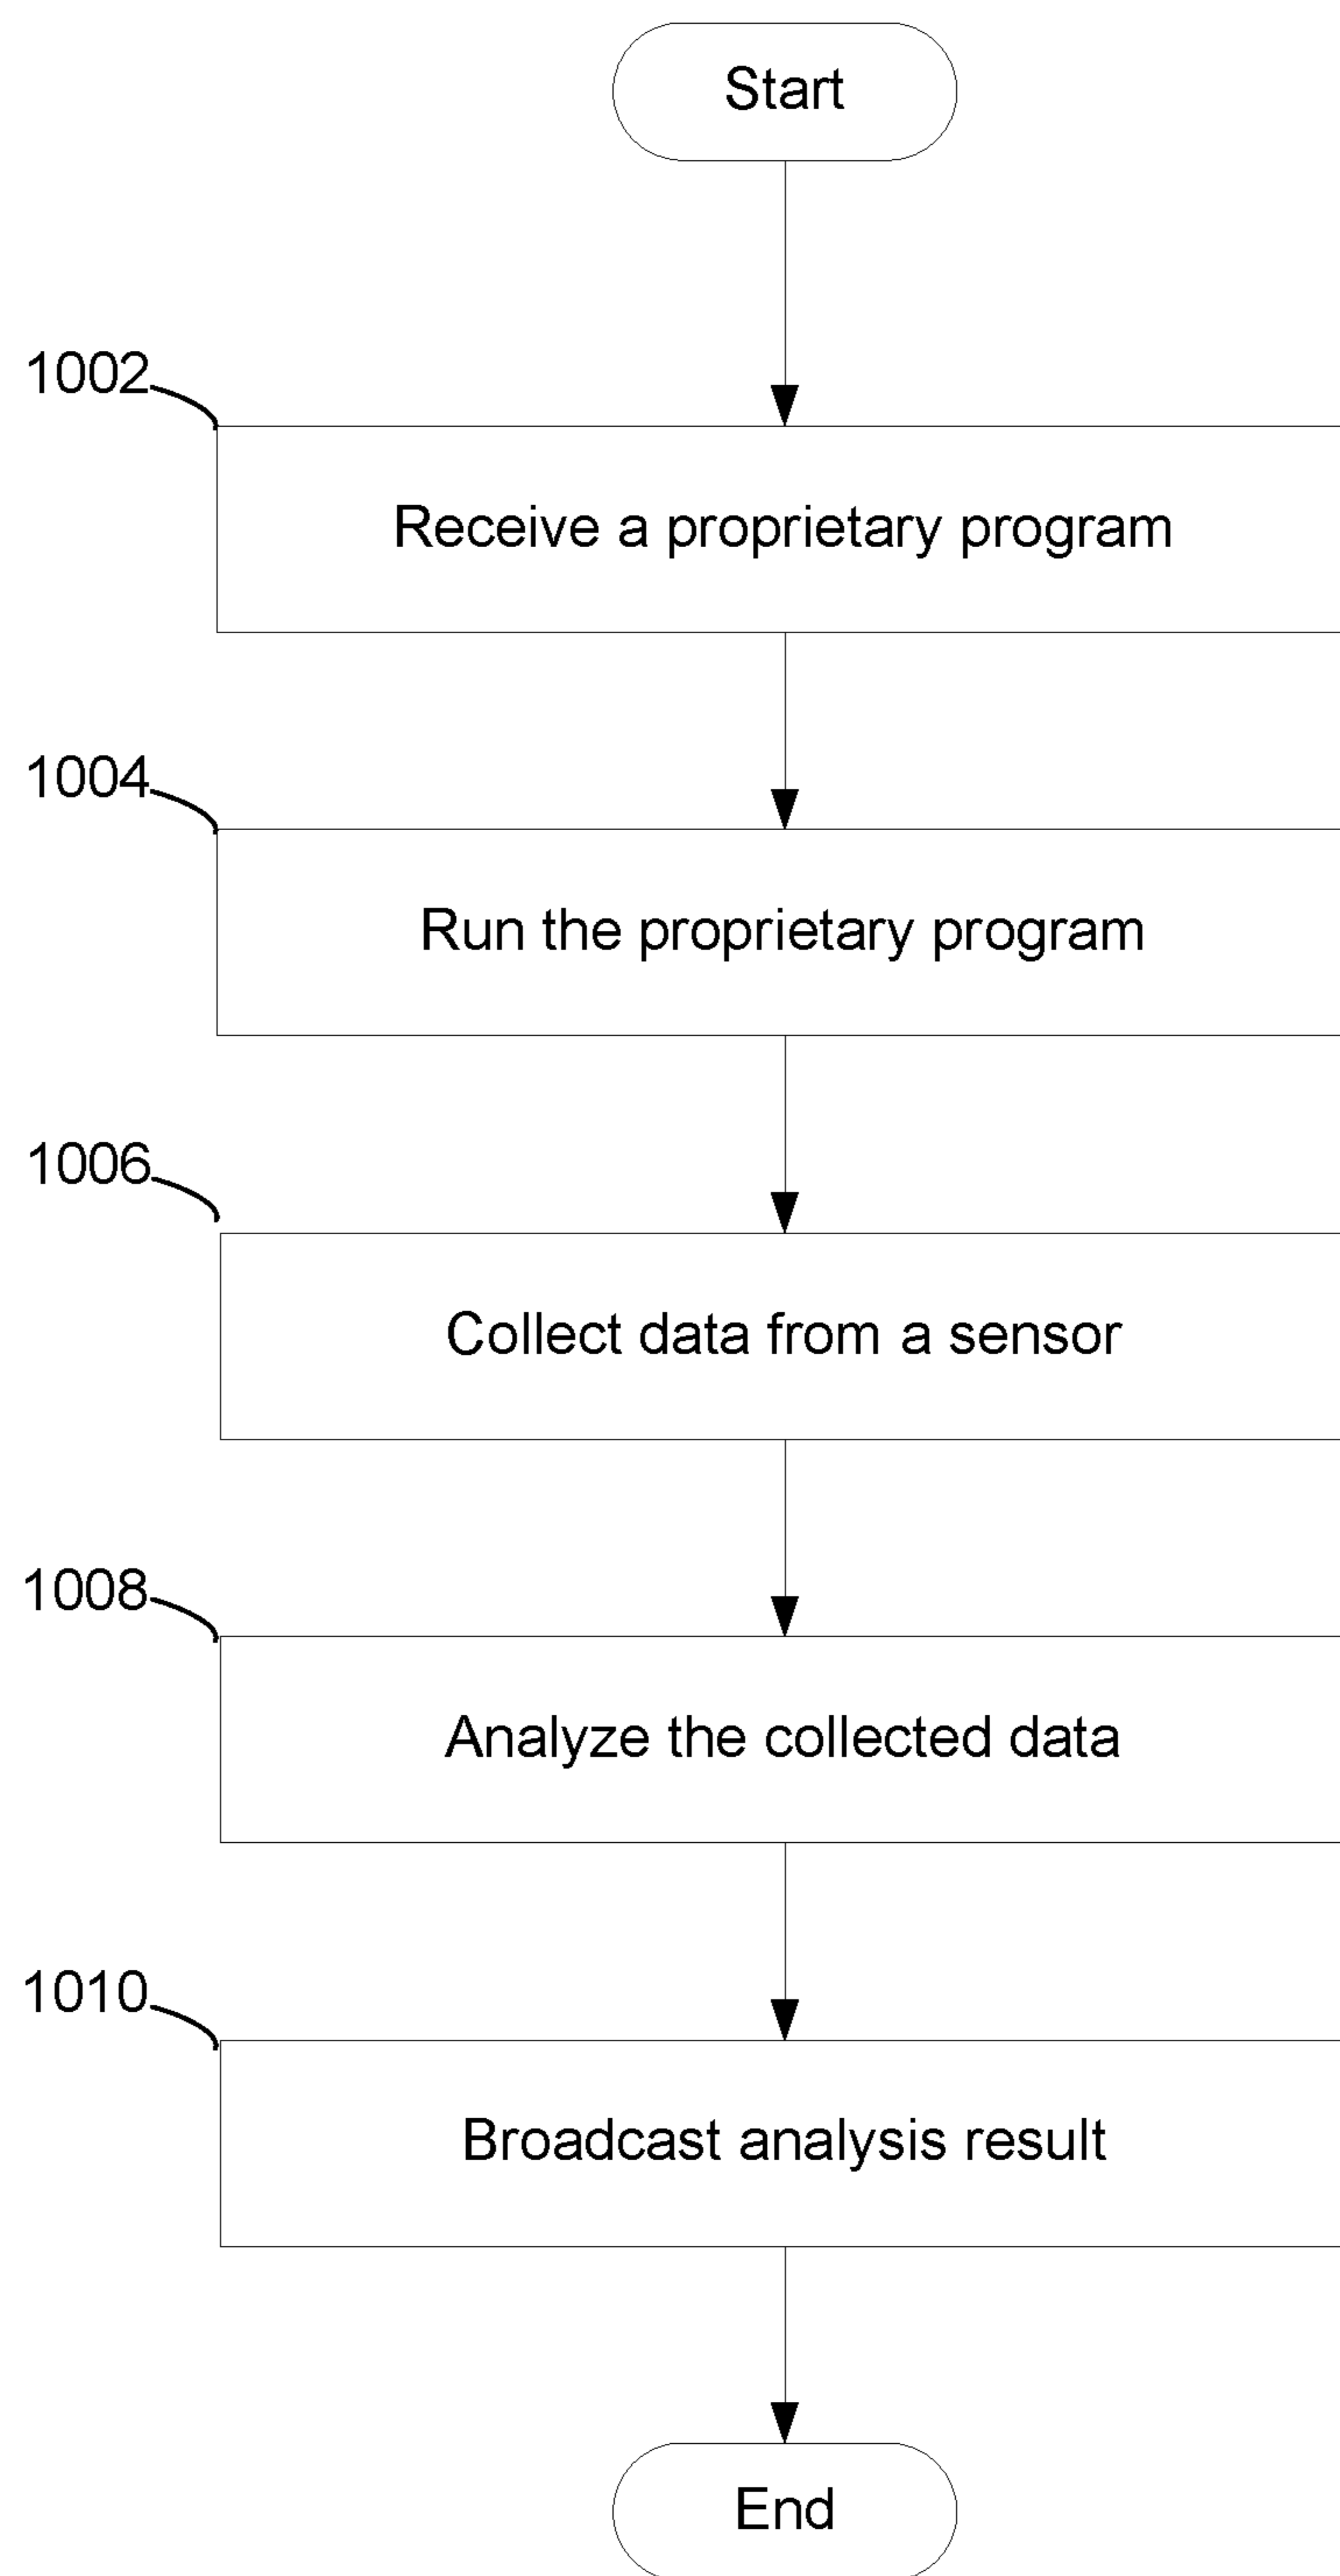 Start
1002
Receive a proprietary program
1004
Run the proprietary program
1006
Collect data from a sensor
1008
Analyze the collected data
1010
Broadcast analysis result
End